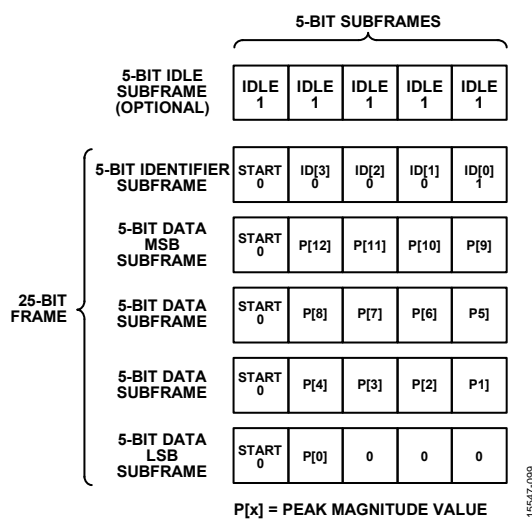 5-BIT SUBFRAMES
5-BIT IDLE
SUBFRAME
(OPTIONAL)
IDLE
1
IDLE
1
IDLE
1
IDLE
1
IDLE
1
25-BIT
FRAME
5-BIT IDENTIFIER
SUBFRAME
START
0
ID[3]
0
ID[2]
0
ID[1]
0
ID[0]
1
5-BIT DATA
MSB
SUBFRAME
START
0
P[12]
P[11]
P[10]
P[9]
5-BIT DATA
SUBFRAME
START
0
P[8]
P[7]
P[6]
P5]
5-BIT DATA
SUBFRAME
START
0
P[4]
P[3]
P[2]
P1]
5-BIT DATA
LSB
SUBFRAME
START
0
P[0]
0
0
0
P[x] = PEAK MAGNITUDE VALUE
15547-099